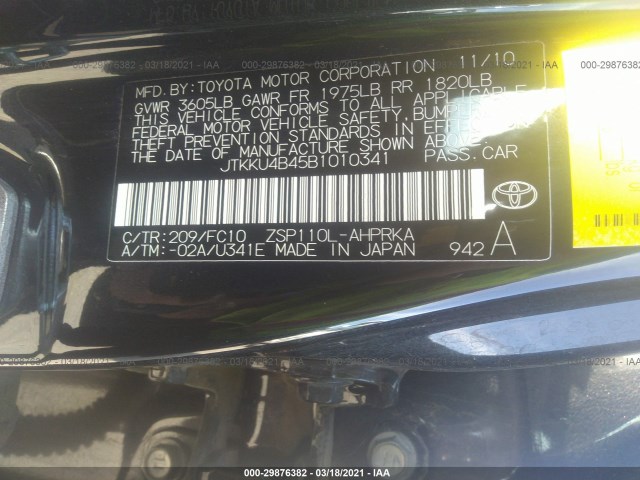 000-29876382 / 03/18/2021 - IAA
MFD. BY: TOYOTA MOTOR CORPORATION 11/10
GVWR 3605LB GAWR FR 1975LB RR 1820LB
THIS VEHICLE CONFORMS TO ALL APPLICABLE
FEDERAL MOTOR VEHICLE SAFETY, BUMPER
THEFT PREVENTION STANDARDS IN EFFECT
THE DATE OF MANUFACTURE SHOWN ABOVE.
JTKKU4B45B1010341 PASS. CAR
C/TR: 209/FC10 ZSP110L-AHPRKA
A/TM: -02A/U341E MADE IN JAPAN 942 A
000-29876382 / 03/18/2021 - IAA